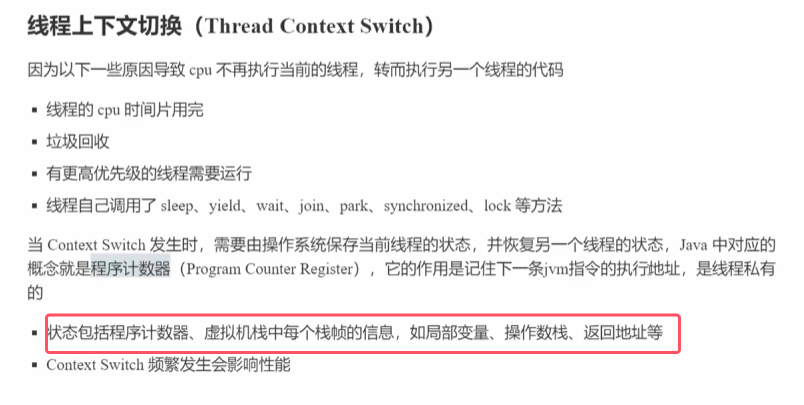 线程上下文切换（Thread Context Switch）
因为以下一些原因导致 cpu 不再执行当前的线程，转而执行另一个线程的代码
▪ 线程的 cpu 时间片用完
▪ 垃圾回收
▪ 有更高优先级的线程需要运行
▪ 线程自己调用了 sleep、yield、wait、join、park、synchronized、lock 等方法
当 Context Switch 发生时，需要由操作系统保存当前线程的状态，并恢复另一个线程的状态，Java 中对应的
概念就是程序计数器（Program Counter Register），它的作用是记住下一条jvm指令的执行地址，是线程私有
的
▪ 状态包括程序计数器、虚拟机栈中每个栈帧的信息，如局部变量、操作数栈、返回地址等
▪ Context Switch 频繁发生会影响性能